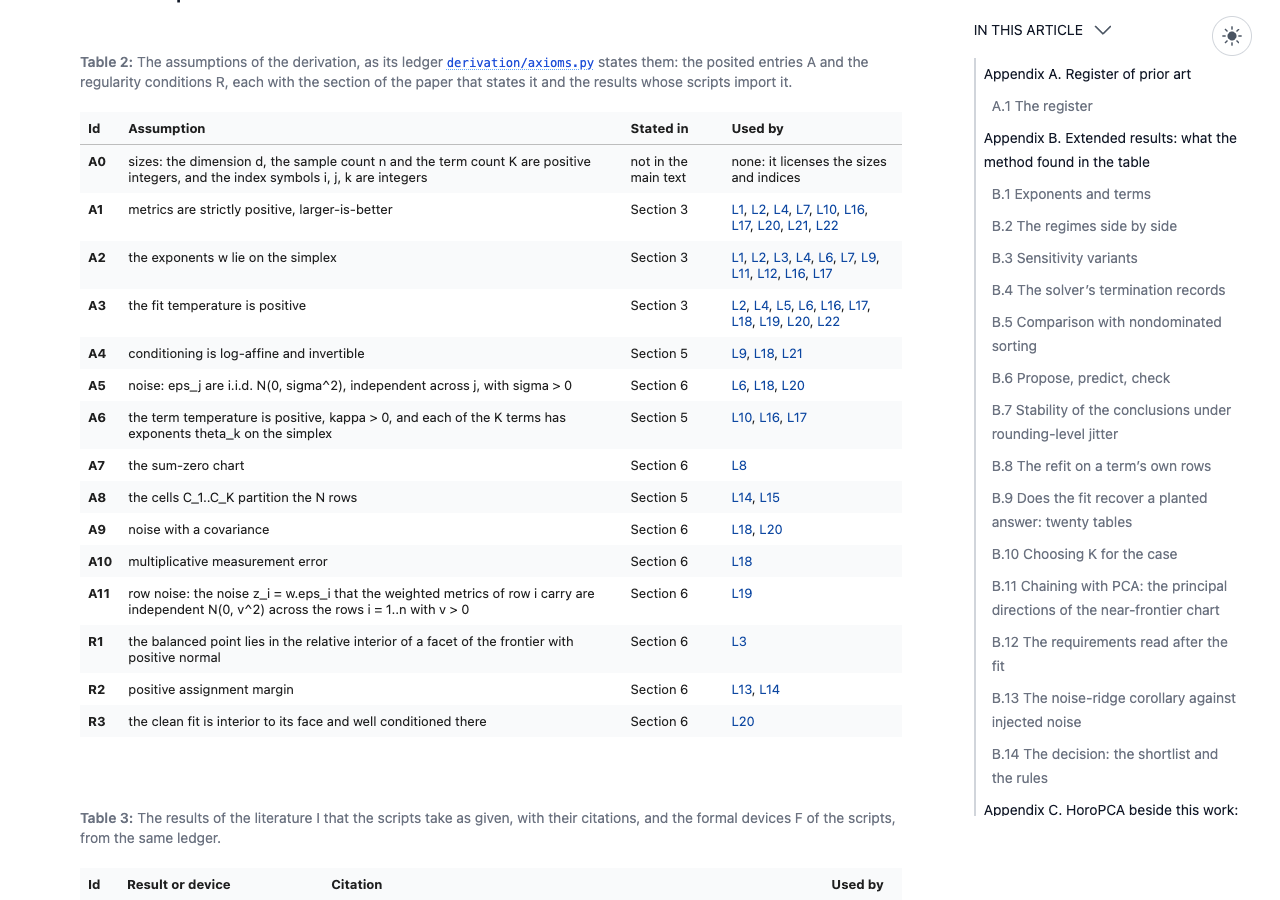 IN THIS ARTICLE
Table 2: The assumptions of the derivation, as its ledger derivation/axioms.py states them: the posited entries A and the
regularity conditions R, each with the section of the paper that states it and the results whose scripts import it.
Id Assumption Stated in Used by
A0 sizes: the dimension d, the sample count n and the term count K are positive
integers, and the index symbols i, j, k are integers
not in the
main text
none: it licenses the sizes
and indices
A1 metrics are strictly positive, larger-is-better Section 3 L1, L2, L4, L7, L10, L16,
L17, L20, L21, L22
A2 the exponents w lie on the simplex Section 3 L1, L2, L3, L4, L6, L7, L9,
L11, L12, L16, L17
A3 the fit temperature is positive Section 3 L2, L4, L5, L6, L16, L17,
L18, L19, L20, L22
A4 conditioning is log-affine and invertible Section 5 L9, L18, L21
A5 noise: eps_j are i.i.d. N(0, sigma^2), independent across j, with sigma > 0 Section 6 L6, L18, L20
A6 the term temperature is positive, kappa > 0, and each of the K terms has
exponents theta_k on the simplex
Section 5 L10, L16, L17
A7 the sum-zero chart Section 6 L8
A8 the cells C_1..C_K partition the N rows Section 5 L14, L15
A9 noise with a covariance Section 6 L18, L20
A10 multiplicative measurement error Section 6 L18
A11 row noise: the noise z_i = w.eps_i that the weighted metrics of row i carry are
independent N(0, v^2) across the rows i = 1..n with v > 0
Section 6 L19
R1 the balanced point lies in the relative interior of a facet of the frontier with
positive normal
Section 6 L3
R2 positive assignment margin Section 6 L13, L14
R3 the clean fit is interior to its face and well conditioned there Section 6 L20
Table 3: The results of the literature I that the scripts take as given, with their citations, and the formal devices F of the scripts,
from the same ledger.
Id Result or device Citation Used by
Appendix A. Register of prior art
A.1 The register
Appendix B. Extended results: what the
method found in the table
B.1 Exponents and terms
B.2 The regimes side by side
B.3 Sensitivity variants
B.4 The solver's termination records
B.5 Comparison with nondominated
sorting
B.6 Propose, predict, check
B.7 Stability of the conclusions under
rounding-level jitter
B.8 The refit on a term's own rows
B.9 Does the fit recover a planted
answer: twenty tables
B.10 Choosing K for the case
B.11 Chaining with PCA: the principal
directions of the near-frontier chart
B.12 The requirements read after the
fit
B.13 The noise-ridge corollary against
injected noise
B.14 The decision: the shortlist and
the rules
Appendix C. HoroPCA beside this work: